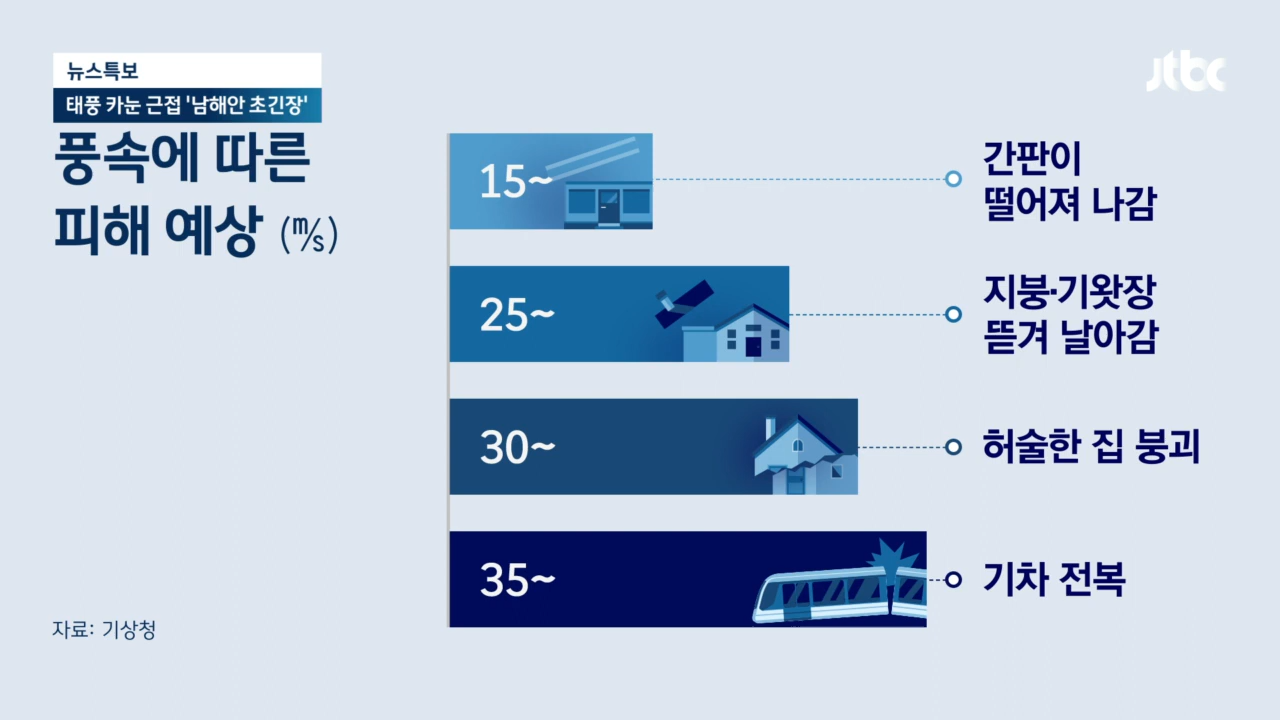 뉴스특보
태풍 카눈 근접 '남해안 초긴장'
jtbc
풍속에 따른
피해 예상 (㎧)
15~
간판이
떨어져 나감
25~
지붕·기왓장
뜯겨 날아감
30~
허술한 집 붕괴
35~
기차 전복
자료: 기상청